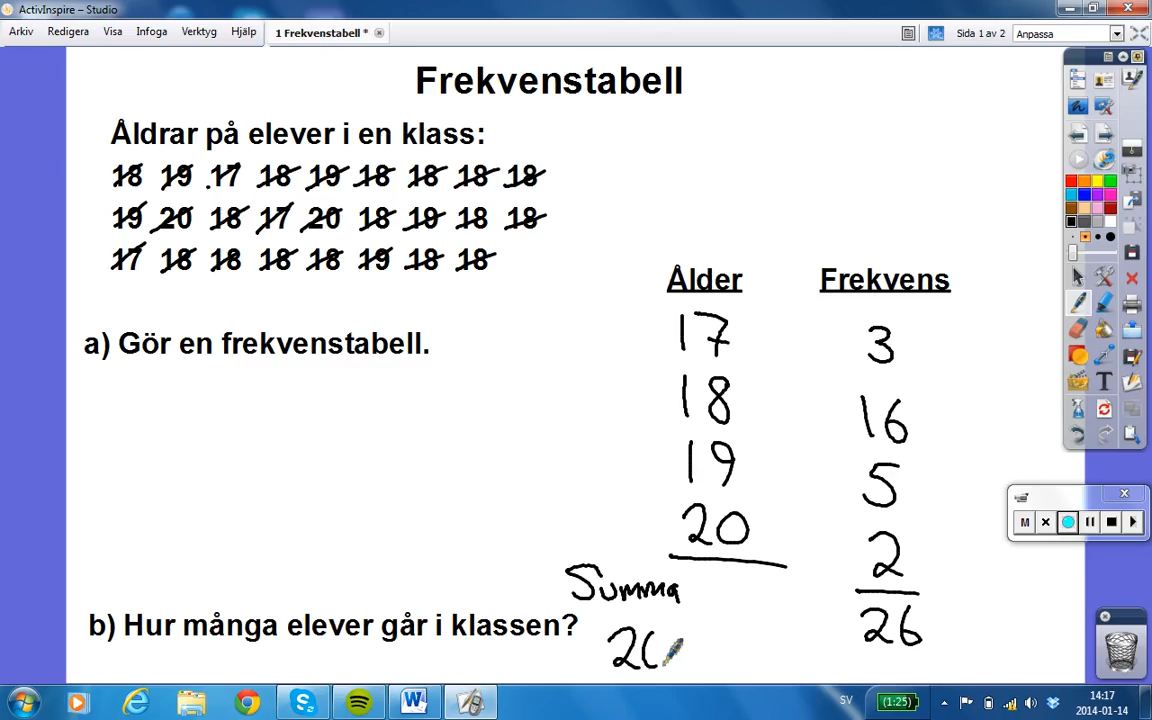 ActivInspire – Studio
Arkiv Redigera Visa Infoga Verktyg Hjälp 1 Frekvenstabell * Sida 1 av 2 Anpassa
Frekvenstabell
Åldrar på elever i en klass:
18 19 17 18 19 18 18 18 18
19 20 18 17 20 18 19 18 18
17 18 18 18 18 19 18 18
Ålder Frekvens
17 3
a) Gör en frekvenstabell.
18 16
19 5
20 2
Summa
b) Hur många elever går i klassen? 26
SV (1:25) 14:17
2014-01-14